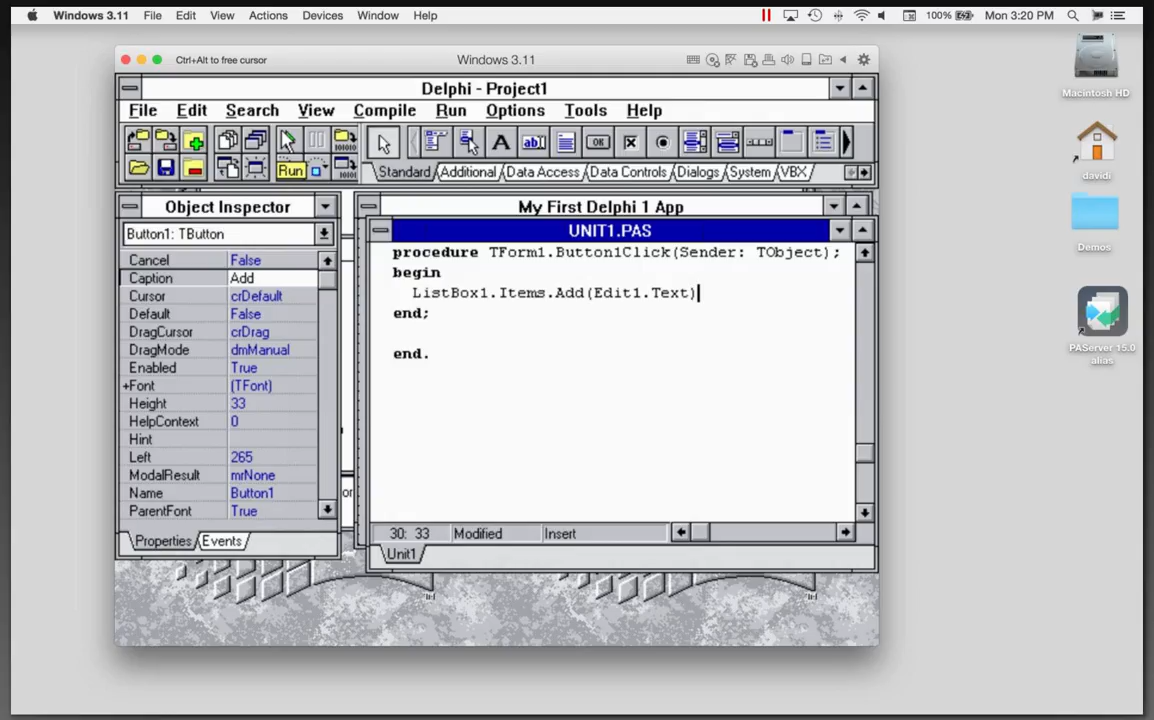 Windows 3.11 File Edit View Actions Devices Window Help 100% Mon 3:20 PM
Ctrl+Alt to free cursor Windows 3.11
Macintosh HD
davidi
Demos
PAServer 15.0
alias
Delphi - Project1
File Edit Search View Compile Run Options Tools Help
A ab OK
Run
Standard Additional Data Access Data Controls Dialogs System VBX
Object Inspector
Button1: TButton
Cancel False
Caption Add
Cursor crDefault
Default False
DragCursor crDrag
DragMode dmManual
Enabled True
+Font (TFont)
Height 33
HelpContext 0
Hint
Left 265
ModalResult mrNone
Name Button1
ParentFont True
Properties Events
My First Delphi 1 App
UNIT1.PAS
procedure TForm1.Button1Click(Sender: TObject);
begin
ListBox1.Items.Add(Edit1.Text)
end;
end.
30: 33 Modified Insert
Unit1